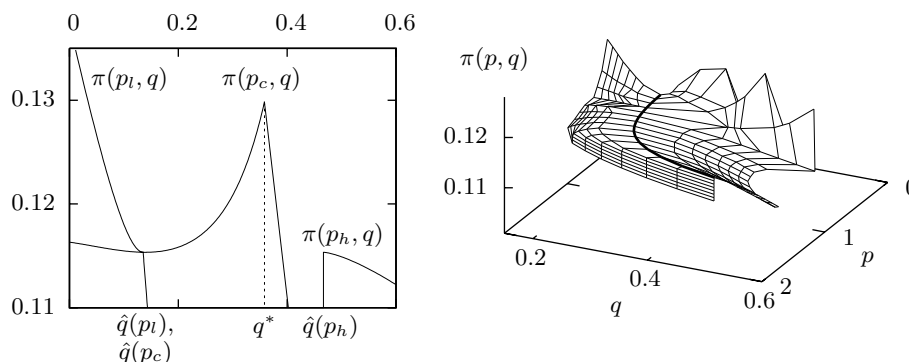 0 0.2 0.4 0.6
π(p_l, q) π(p_c, q)
0.13
0.12
π(p_h, q)
0.11
q̂(p_l), q* q̂(p_h)
q̂(p_c)
π(p, q)
0.12
0.11
0
1
p
0.2
0.4
q
0.6 2